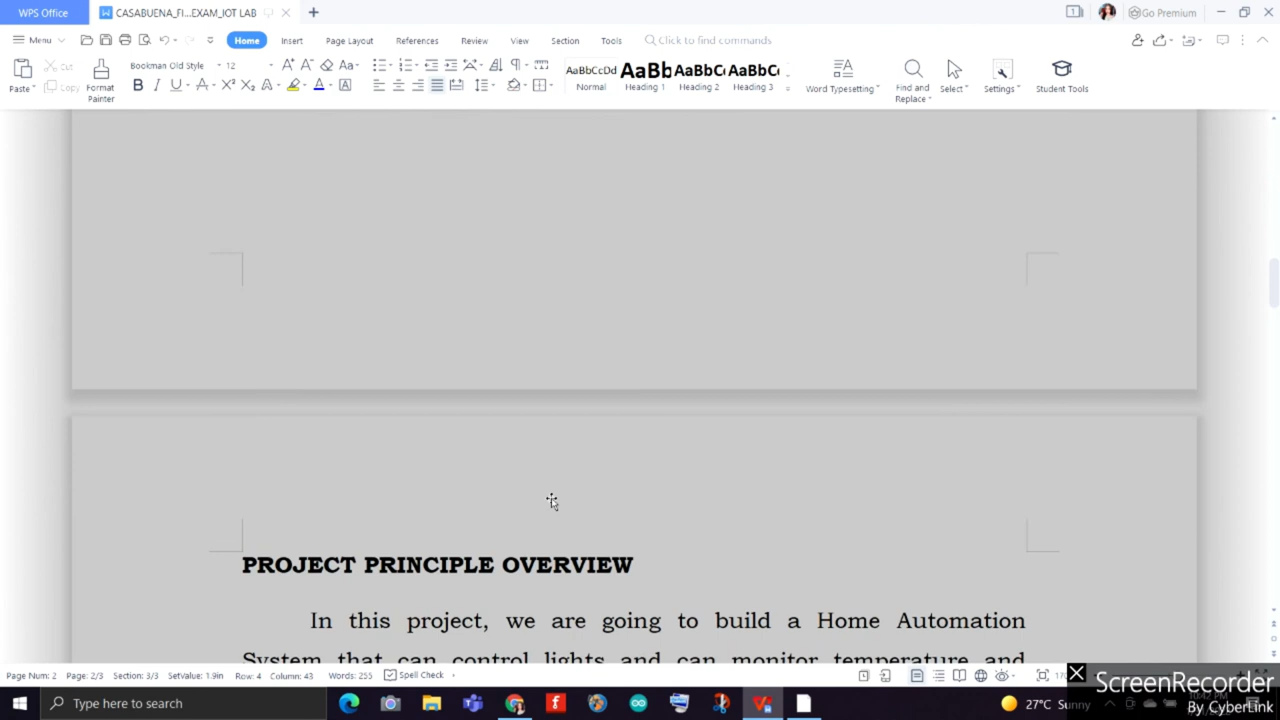 WPS Office
CASABUENA_FI...EXAM_IOT LAB
1
Go Premium
Menu
Home
Insert
Page Layout
References
Review
View
Section
Tools
Click to find commands
Paste
Cut
Copy
Format
Painter
Bookman Old Style
12
AaBbCcDd
Normal
AaBb
Heading 1
AaBbCc
Heading 2
AaBbCc
Heading 3
Word Typesetting
Find and
Replace
Select
Settings
Student Tools
PROJECT PRINCIPLE OVERVIEW
In this project, we are going to build a Home Automation
System that can control lights and can monitor temperature and
Page Num: 2
Page: 2/3
Section: 3/3
Setvalue: 1.9in
Row: 4
Column: 43
Words: 255
Spell Check
ScreenRecorder
By CyberLink
Type here to search
27°C Sunny